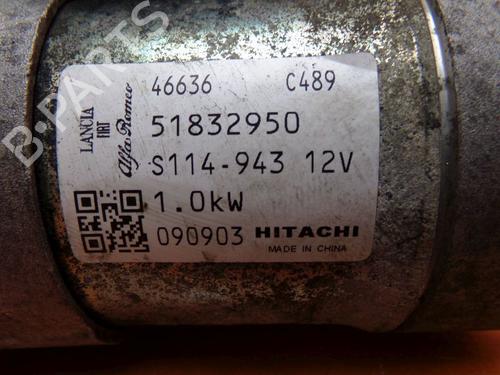 46636 C489
51832950
S114-943 12V
1.0kW
090903 HITACHI
MADE IN CHINA
LANCIA
FIAT
Alfa Romeo
B-PARTS